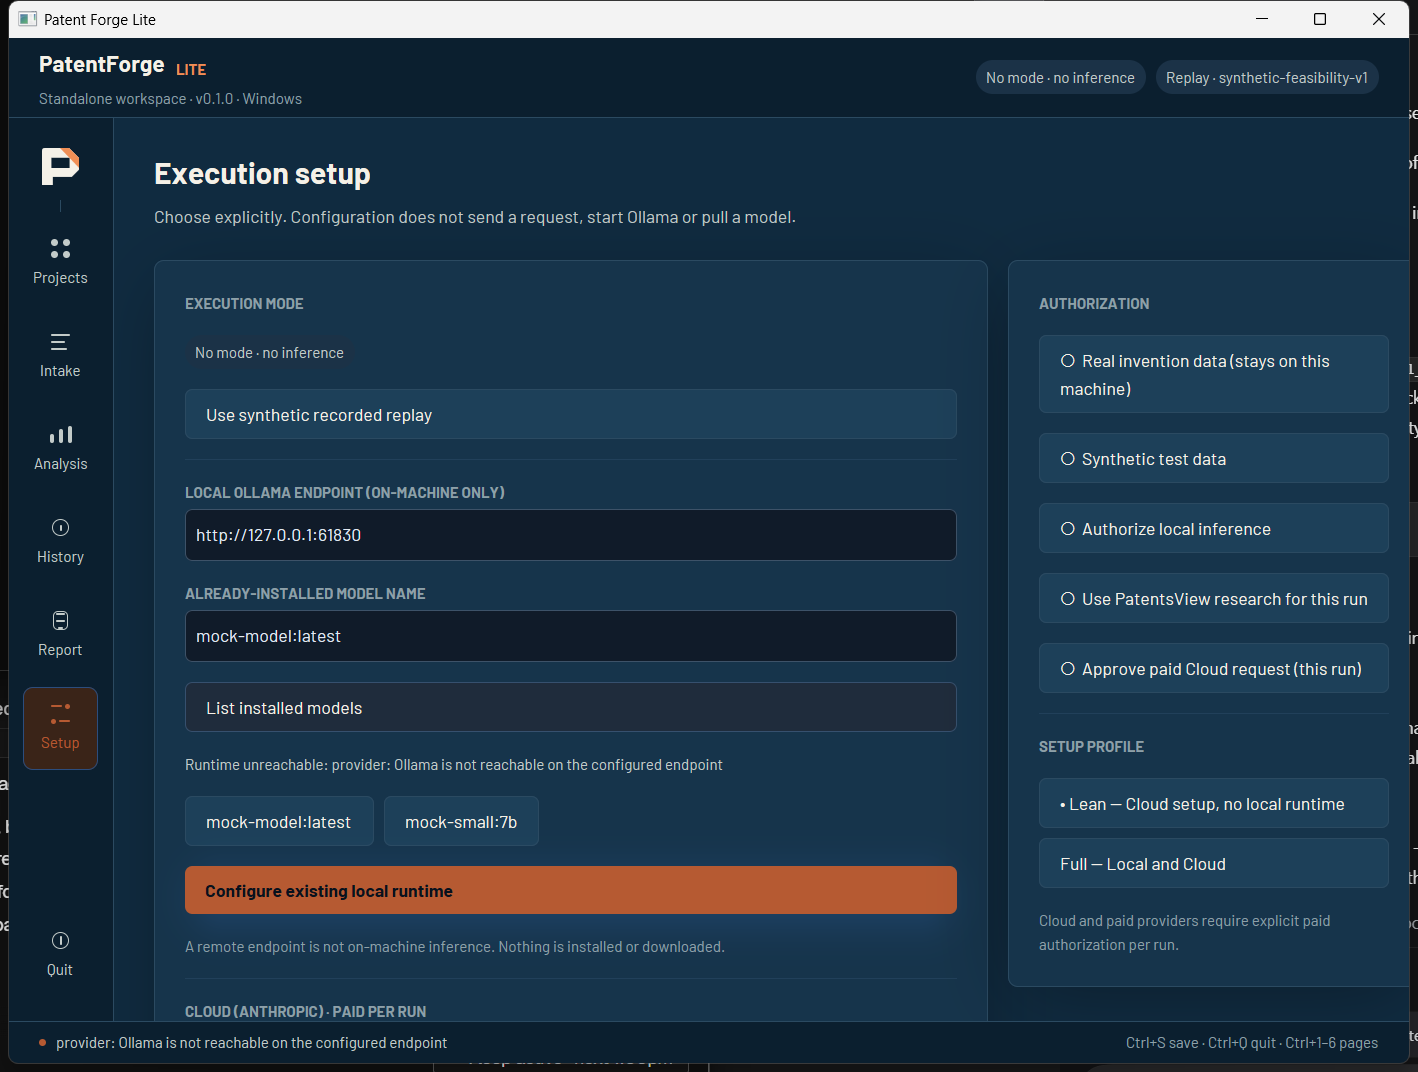 Patent Forge Lite
PatentForge LITE
Standalone workspace · v0.1.0 · Windows
No mode · no inference
Replay · synthetic-feasibility-v1
Projects
Intake
Analysis
History
Report
Setup
Quit
Execution setup
Choose explicitly. Configuration does not send a request, start Ollama or pull a model.
EXECUTION MODE
No mode · no inference
Use synthetic recorded replay
LOCAL OLLAMA ENDPOINT (ON-MACHINE ONLY)
http://127.0.0.1:61830
ALREADY-INSTALLED MODEL NAME
mock-model:latest
List installed models
Runtime unreachable: provider: Ollama is not reachable on the configured endpoint
mock-model:latest
mock-small:7b
Configure existing local runtime
A remote endpoint is not on-machine inference. Nothing is installed or downloaded.
CLOUD (ANTHROPIC) · PAID PER RUN
AUTHORIZATION
○ Real invention data (stays on this
machine)
○ Synthetic test data
○ Authorize local inference
○ Use PatentsView research for this run
○ Approve paid Cloud request (this run)
SETUP PROFILE
• Lean — Cloud setup, no local runtime
Full — Local and Cloud
Cloud and paid providers require explicit paid
authorization per run.
provider: Ollama is not reachable on the configured endpoint
Ctrl+S save · Ctrl+Q quit · Ctrl+1–6 pages